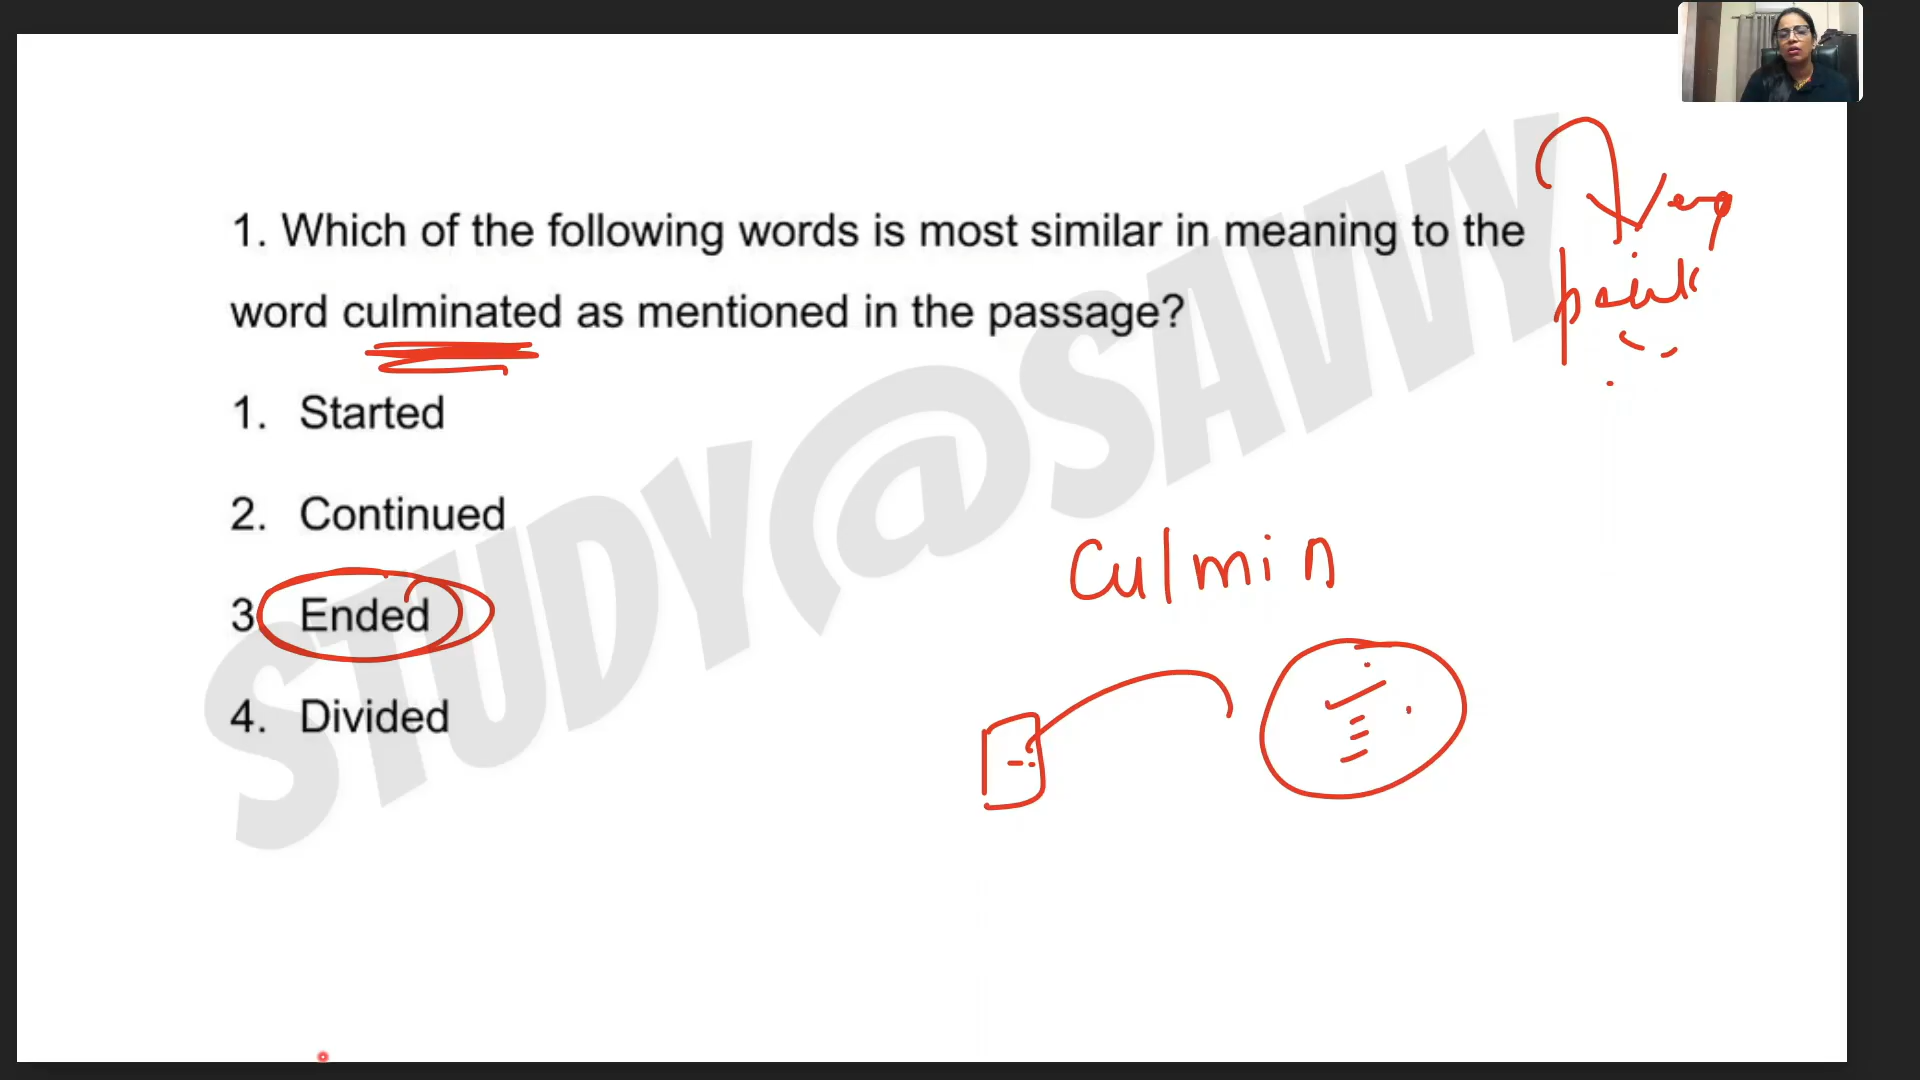 1. Which of the following words is most similar in meaning to the
word culminated as mentioned in the passage?
1. Started
2. Continued
3 Ended
4. Divided
Culmin
STUDY@SAVVY